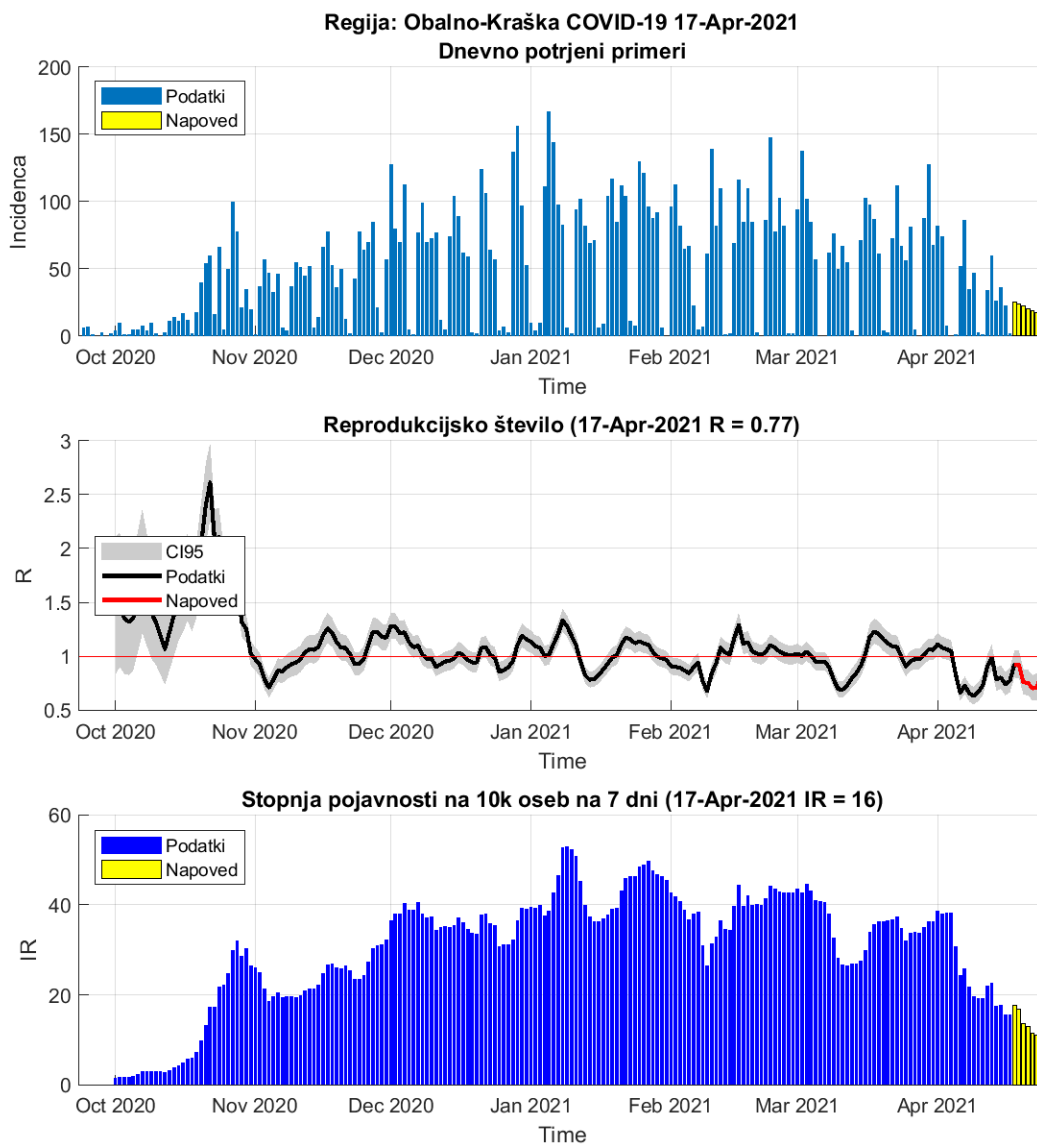 Regija: Obalno-Kraška COVID-19 17-Apr-2021
Dnevno potrjeni primeri
200
150
100
50
0
Incidenca
Podatki
Napoved
Oct 2020 Nov 2020 Dec 2020 Jan 2021 Feb 2021 Mar 2021 Apr 2021
Time
Reprodukcijsko število (17-Apr-2021 R = 0.77)
3
2.5
2
1.5
1
0.5
R
CI95
Podatki
Napoved
Oct 2020 Nov 2020 Dec 2020 Jan 2021 Feb 2021 Mar 2021 Apr 2021
Time
Stopnja pojavnosti na 10k oseb na 7 dni (17-Apr-2021 IR = 16)
60
40
20
0
IR
Podatki
Napoved
Oct 2020 Nov 2020 Dec 2020 Jan 2021 Feb 2021 Mar 2021 Apr 2021
Time